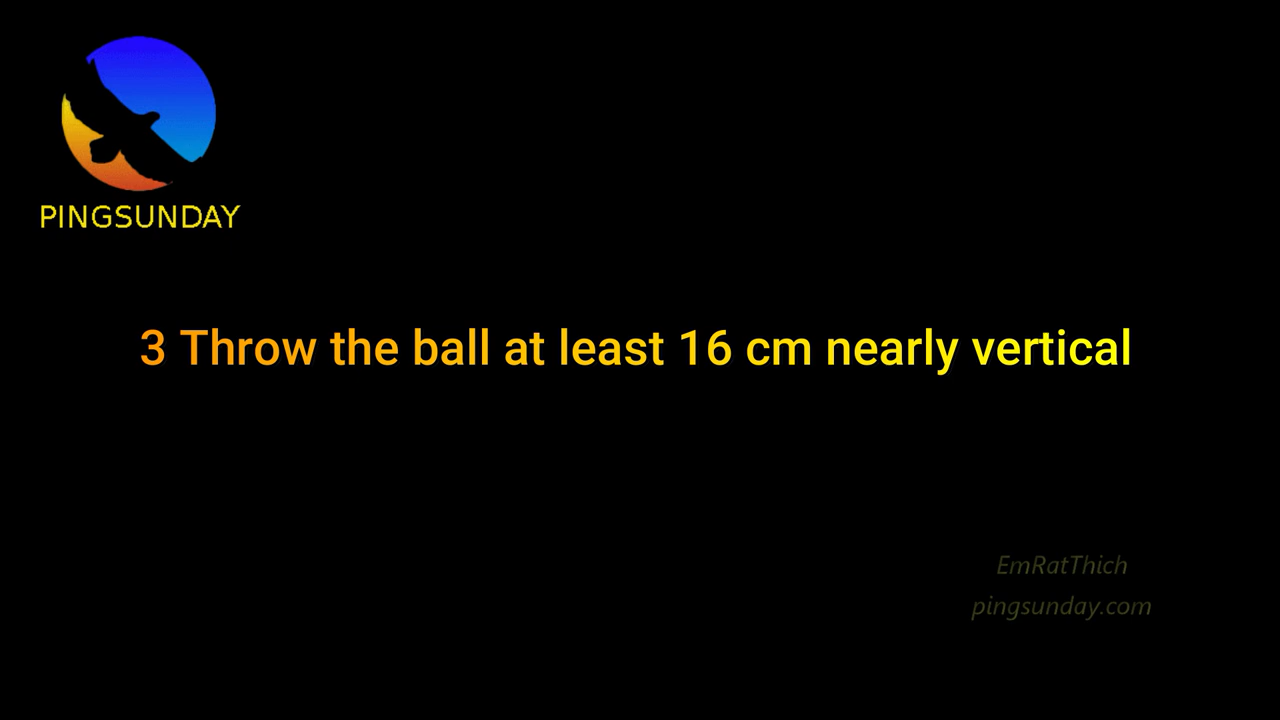 PINGSUNDAY
3 Throw the ball at least 16 cm nearly vertical
EmRatThich
pingsunday.com